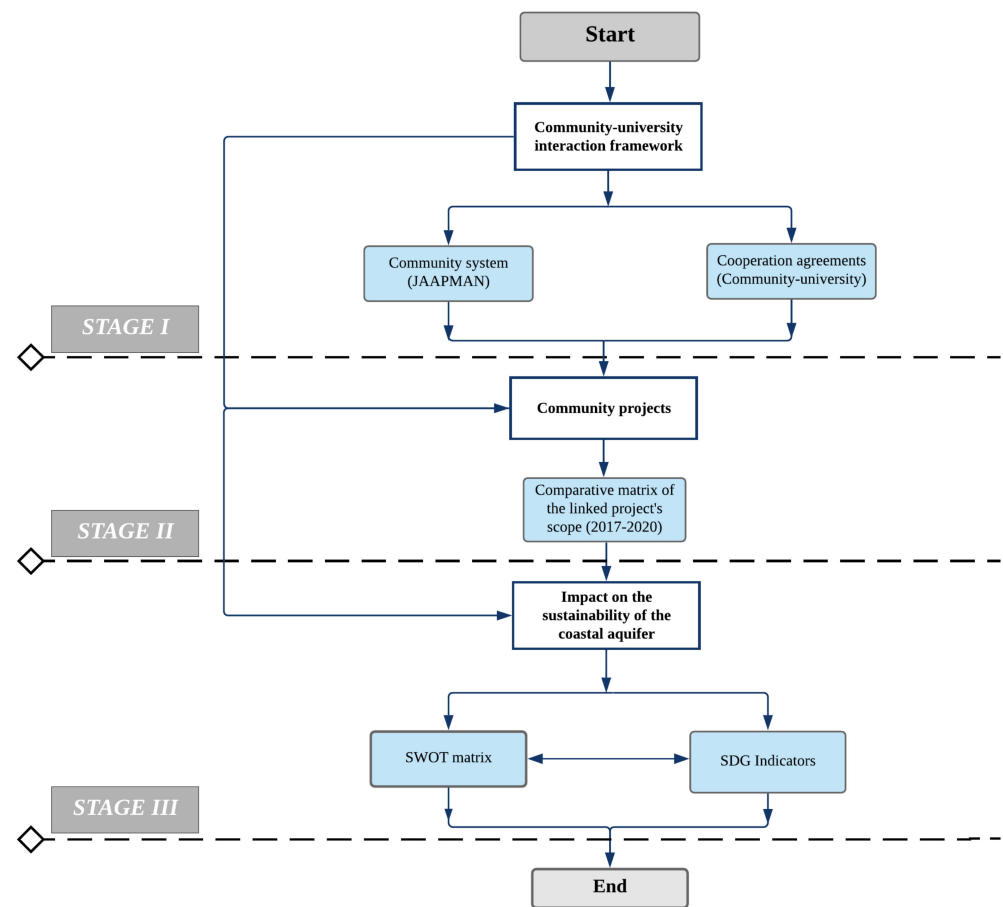 Start
Community-university
interaction framework
Community system
(JAAPMAN)
Cooperation agreements
(Community-university)
STAGE I
Community projects
Comparative matrix of
the linked project's
scope (2017-2020)
STAGE II
Impact on the
sustainability of the
coastal aquifer
SWOT matrix
SDG Indicators
STAGE III
End